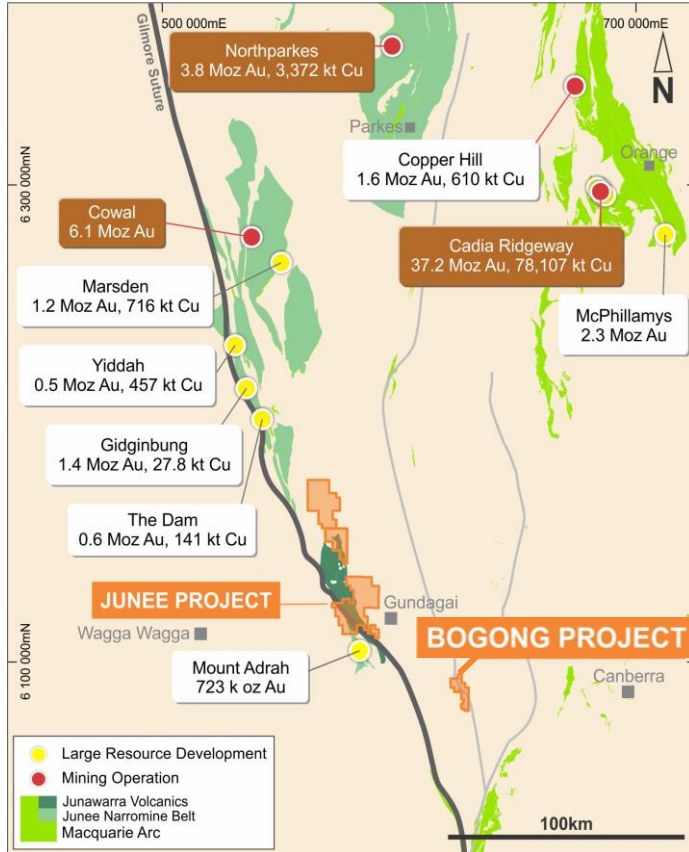 500 000mE
700 000mE
Gilmore Suture
Northparkes
3.8 Moz Au, 3,372 kt Cu
N
Parkes
Copper Hill
1.6 Moz Au, 610 kt Cu
Orange
6 300 000mN
Cowal
6.1 Moz Au
Cadia Ridgeway
37.2 Moz Au, 78,107 kt Cu
Marsden
1.2 Moz Au, 716 kt Cu
McPhillamys
2.3 Moz Au
Yiddah
0.5 Moz Au, 457 kt Cu
Gidginbung
1.4 Moz Au, 27.8 kt Cu
The Dam
0.6 Moz Au, 141 kt Cu
JUNEE PROJECT
Gundagai
Wagga Wagga
BOGONG PROJECT
6 100 000mN
Mount Adrah
723 k oz Au
Canberra
Large Resource Development
Mining Operation
Junawarra Volcanics
Junee Narromine Belt
Macquarie Arc
100km